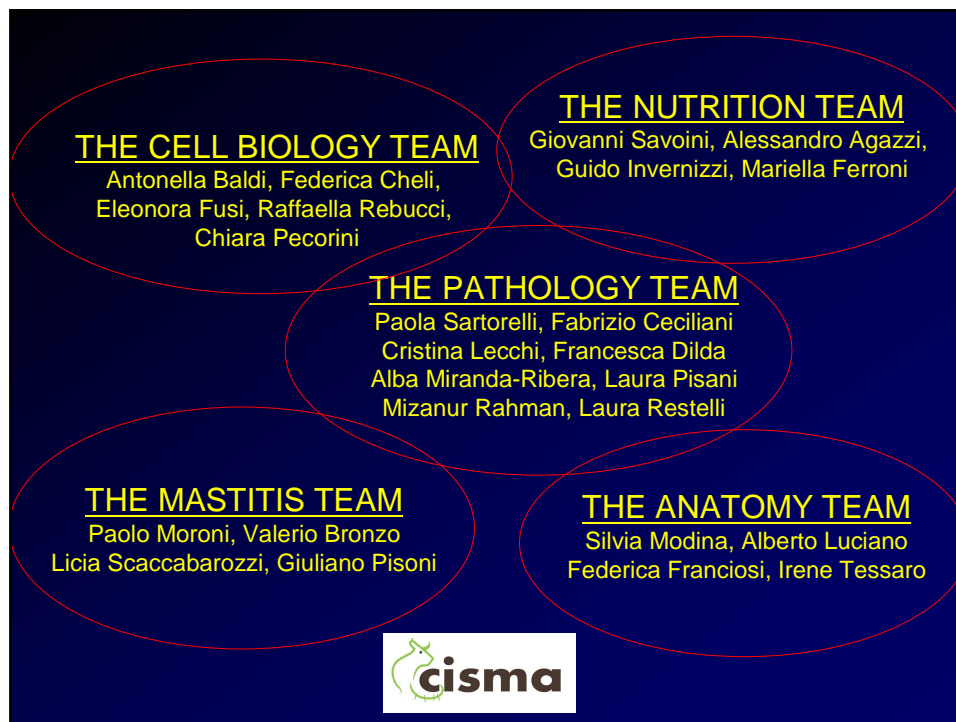 THE CELL BIOLOGY TEAM
Antonella Baldi, Federica Cheli,
Eleonora Fusi, Raffaella Rebucci,
Chiara Pecorini
THE NUTRITION TEAM
Giovanni Savoini, Alessandro Agazzi,
Guido Invernizzi, Mariella Ferroni
THE PATHOLOGY TEAM
Paola Sartorelli, Fabrizio Ceciliani
Cristina Lecchi, Francesca Dilda
Alba Miranda-Ribera, Laura Pisani
Mizanur Rahman, Laura Restelli
THE MASTITIS TEAM
Paolo Moroni, Valerio Bronzo
Licia Scaccabarozzi, Giuliano Pisoni
THE ANATOMY TEAM
Silvia Modina, Alberto Luciano
Federica Franciosi, Irene Tessaro
cisma